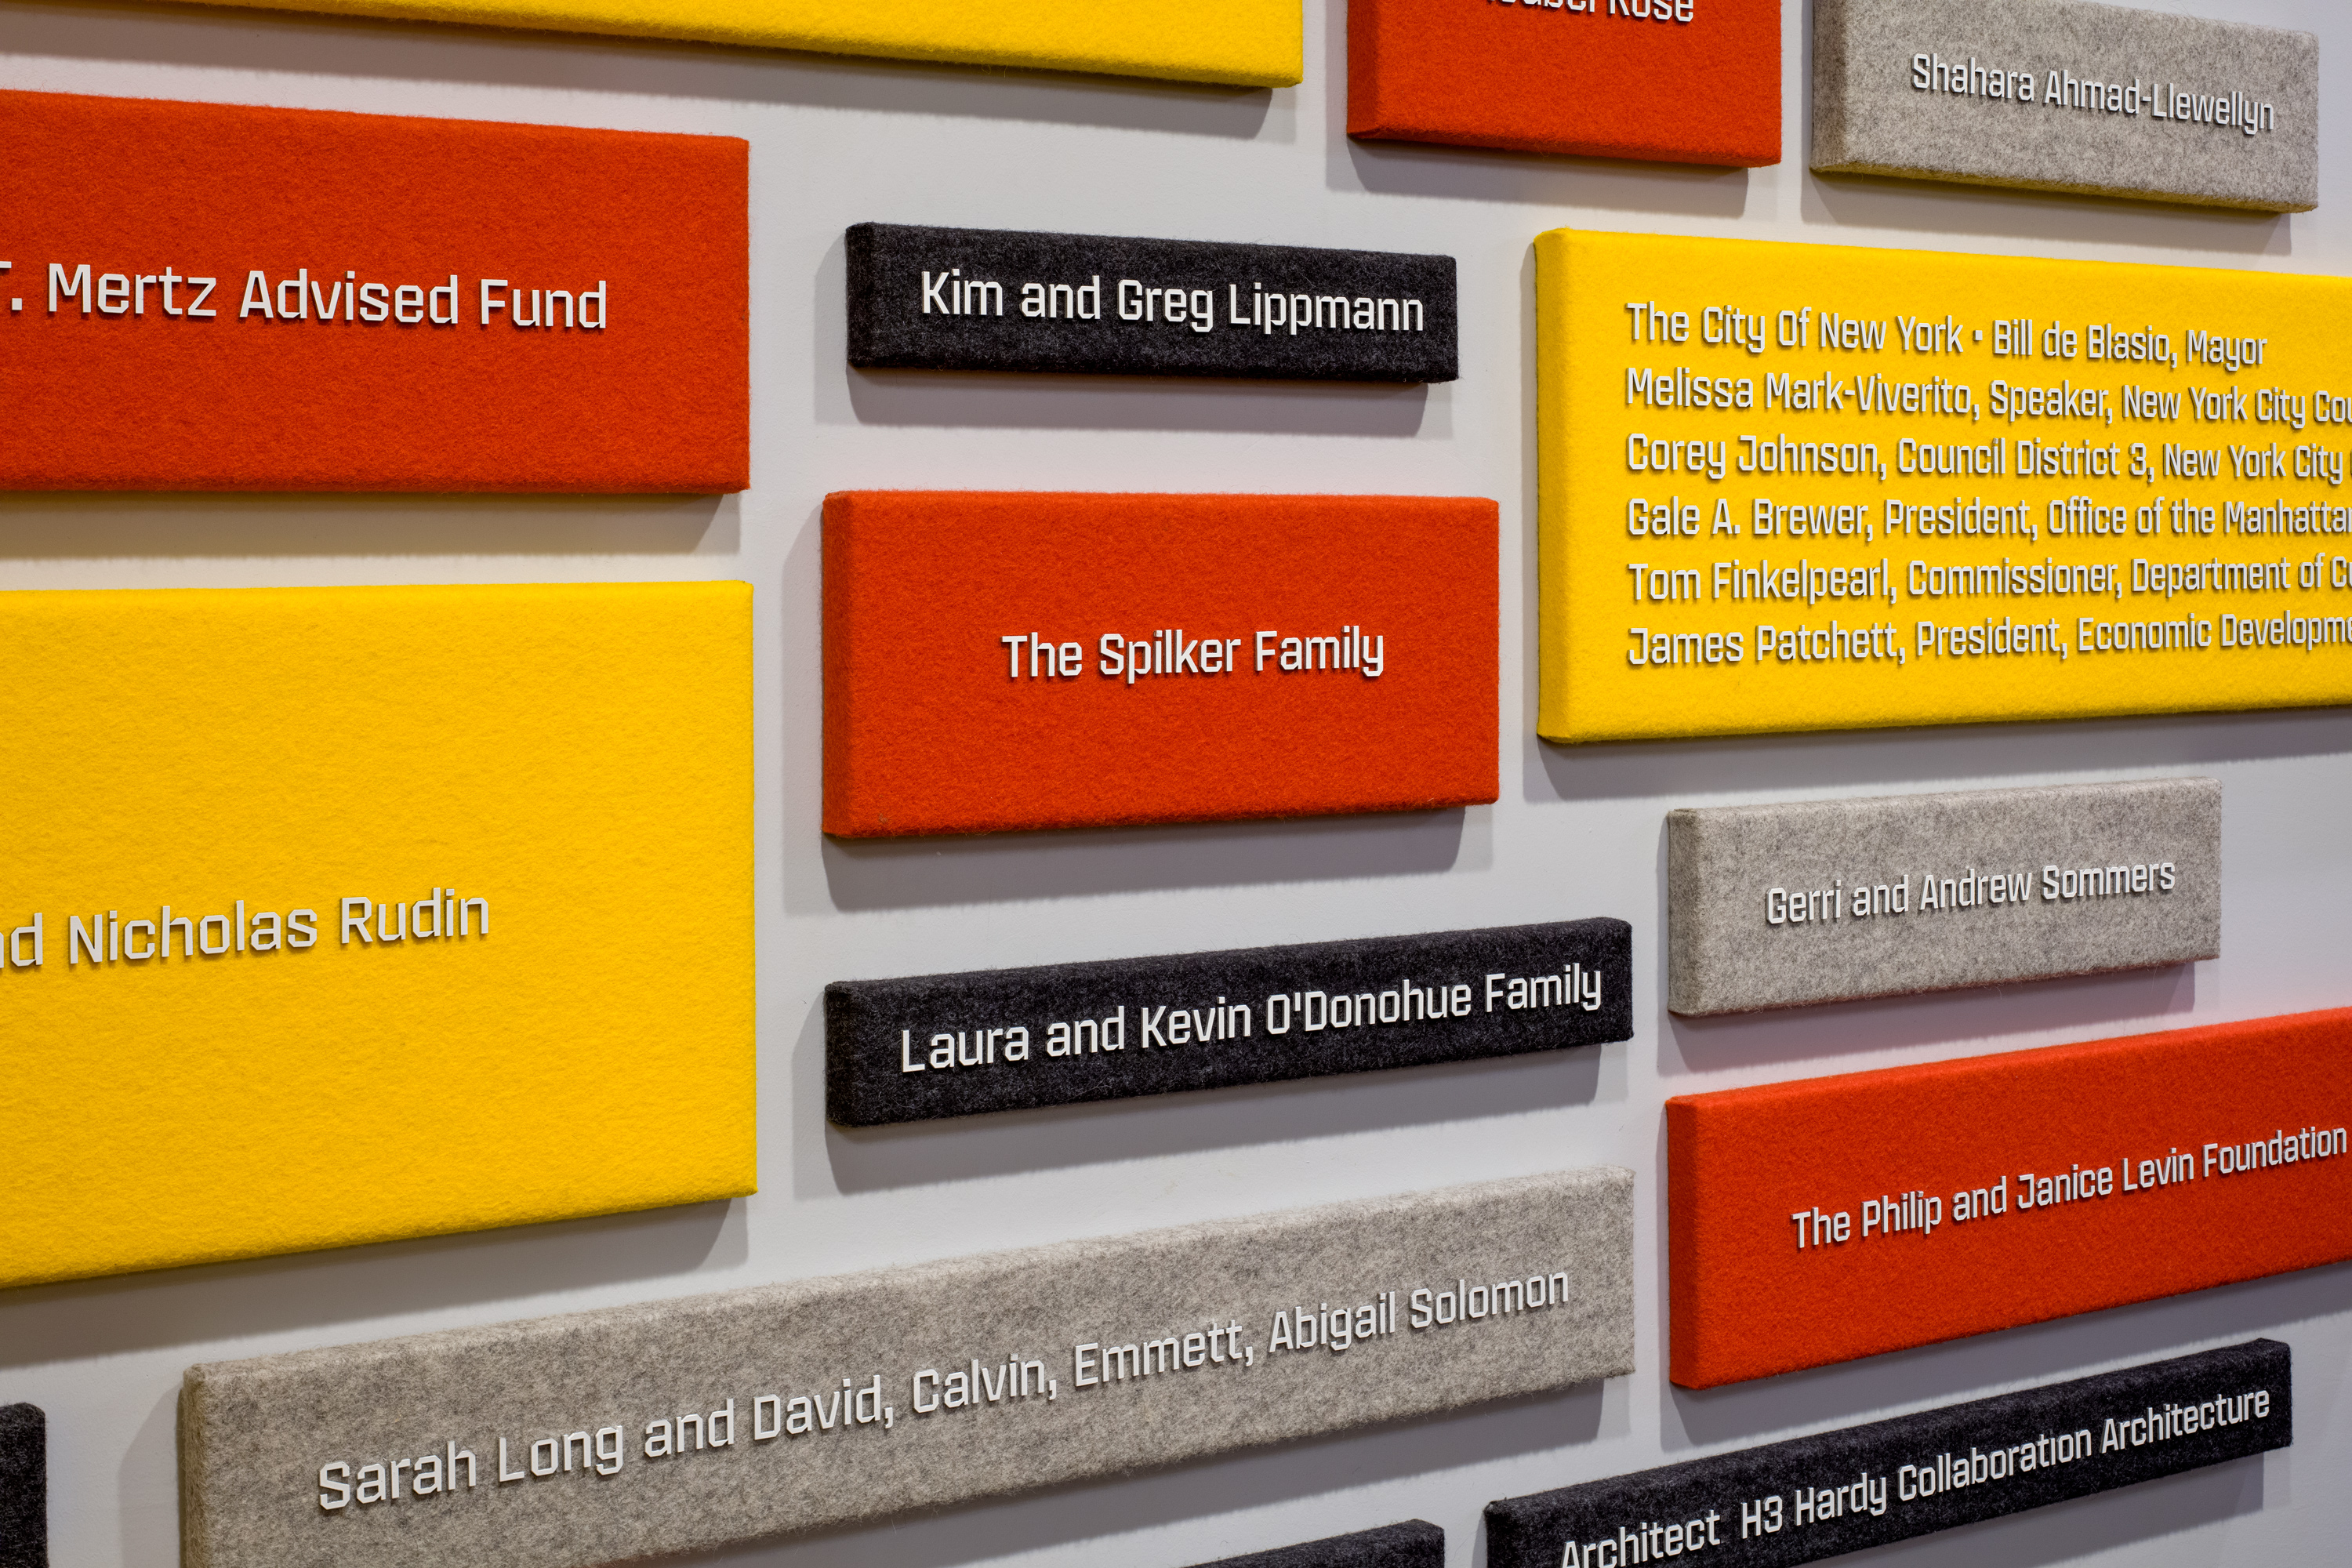 Rose
Shahara Ahmad-Llewellyn
T. Mertz Advised Fund
Kim and Greg Lippmann
The City Of New York • Bill de Blasio, Mayor
Melissa Mark-Viverito, Speaker, New York City
Corey Johnson, Council District 3, New York City
Gale A. Brewer, President, Office of the
Tom Finkelpearl, Commissioner, Department of
James Patchett, President, Economic
The Spilker Family
Nicholas Rudin
Gerri and Andrew Sommers
Laura and Kevin O'Donohue Family
The Philip and Janice Levin Foundation
Sarah Long and David, Calvin, Emmett, Abigail Solomon
Architect H3 Hardy Collaboration Architecture